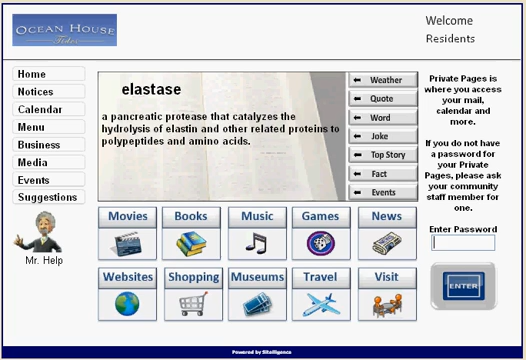 OCEAN HOUSE
Welcome
Residents
Home
Notices
Calendar
Menu
Business
Media
Events
Suggestions
Mr. Help
elastase
a pancreatic protease that catalyzes the
hydrolysis of elastin and other related proteins to
polypeptides and amino acids.
Weather
Quote
Word
Joke
Top Story
Fact
Events
Movies
Books
Music
Games
News
Websites
Shopping
Museums
Travel
Visit
Private Pages is
where you access
your mail,
calendar and
more.
If you do not have
a password for
your Private
Pages, please ask
your community
staff member for
one.
Enter Password
ENTER
Powered by Sitelligence